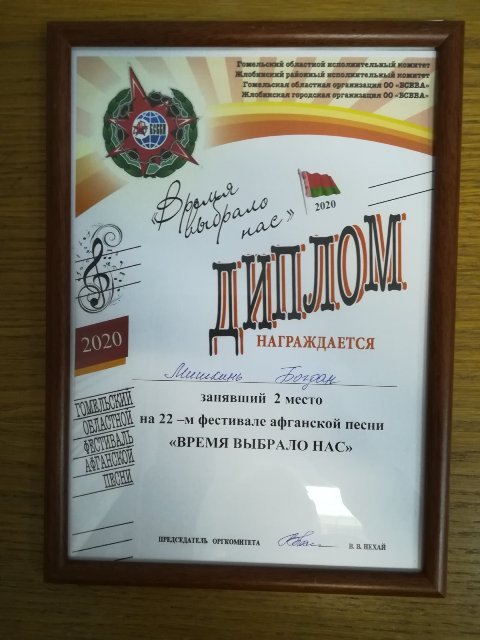 Гомельский областной исполнительный комитет
Жлобинский районный исполнительный комитет
Гомельская областная организация ОО «БСВВА»
Жлобинская городская организация ОО «БСВВА»
«Время
выбрало
нас»
2020
ДИПЛОМ
НАГРАЖДАЕТСЯ
2020
Мишкинь Богдан
занявший 2 место
на 22 –м фестивале афганской песни
«ВРЕМЯ ВЫБРАЛО НАС»
ГОМЕЛЬСКИЙ
ОБЛАСТНОЙ
ФЕСТИВАЛЬ
АФГАНСКОЙ
ПЕСНИ
ПРЕДСЕДАТЕЛЬ ОРГКОМИТЕТА В. В. НЕХАЙ